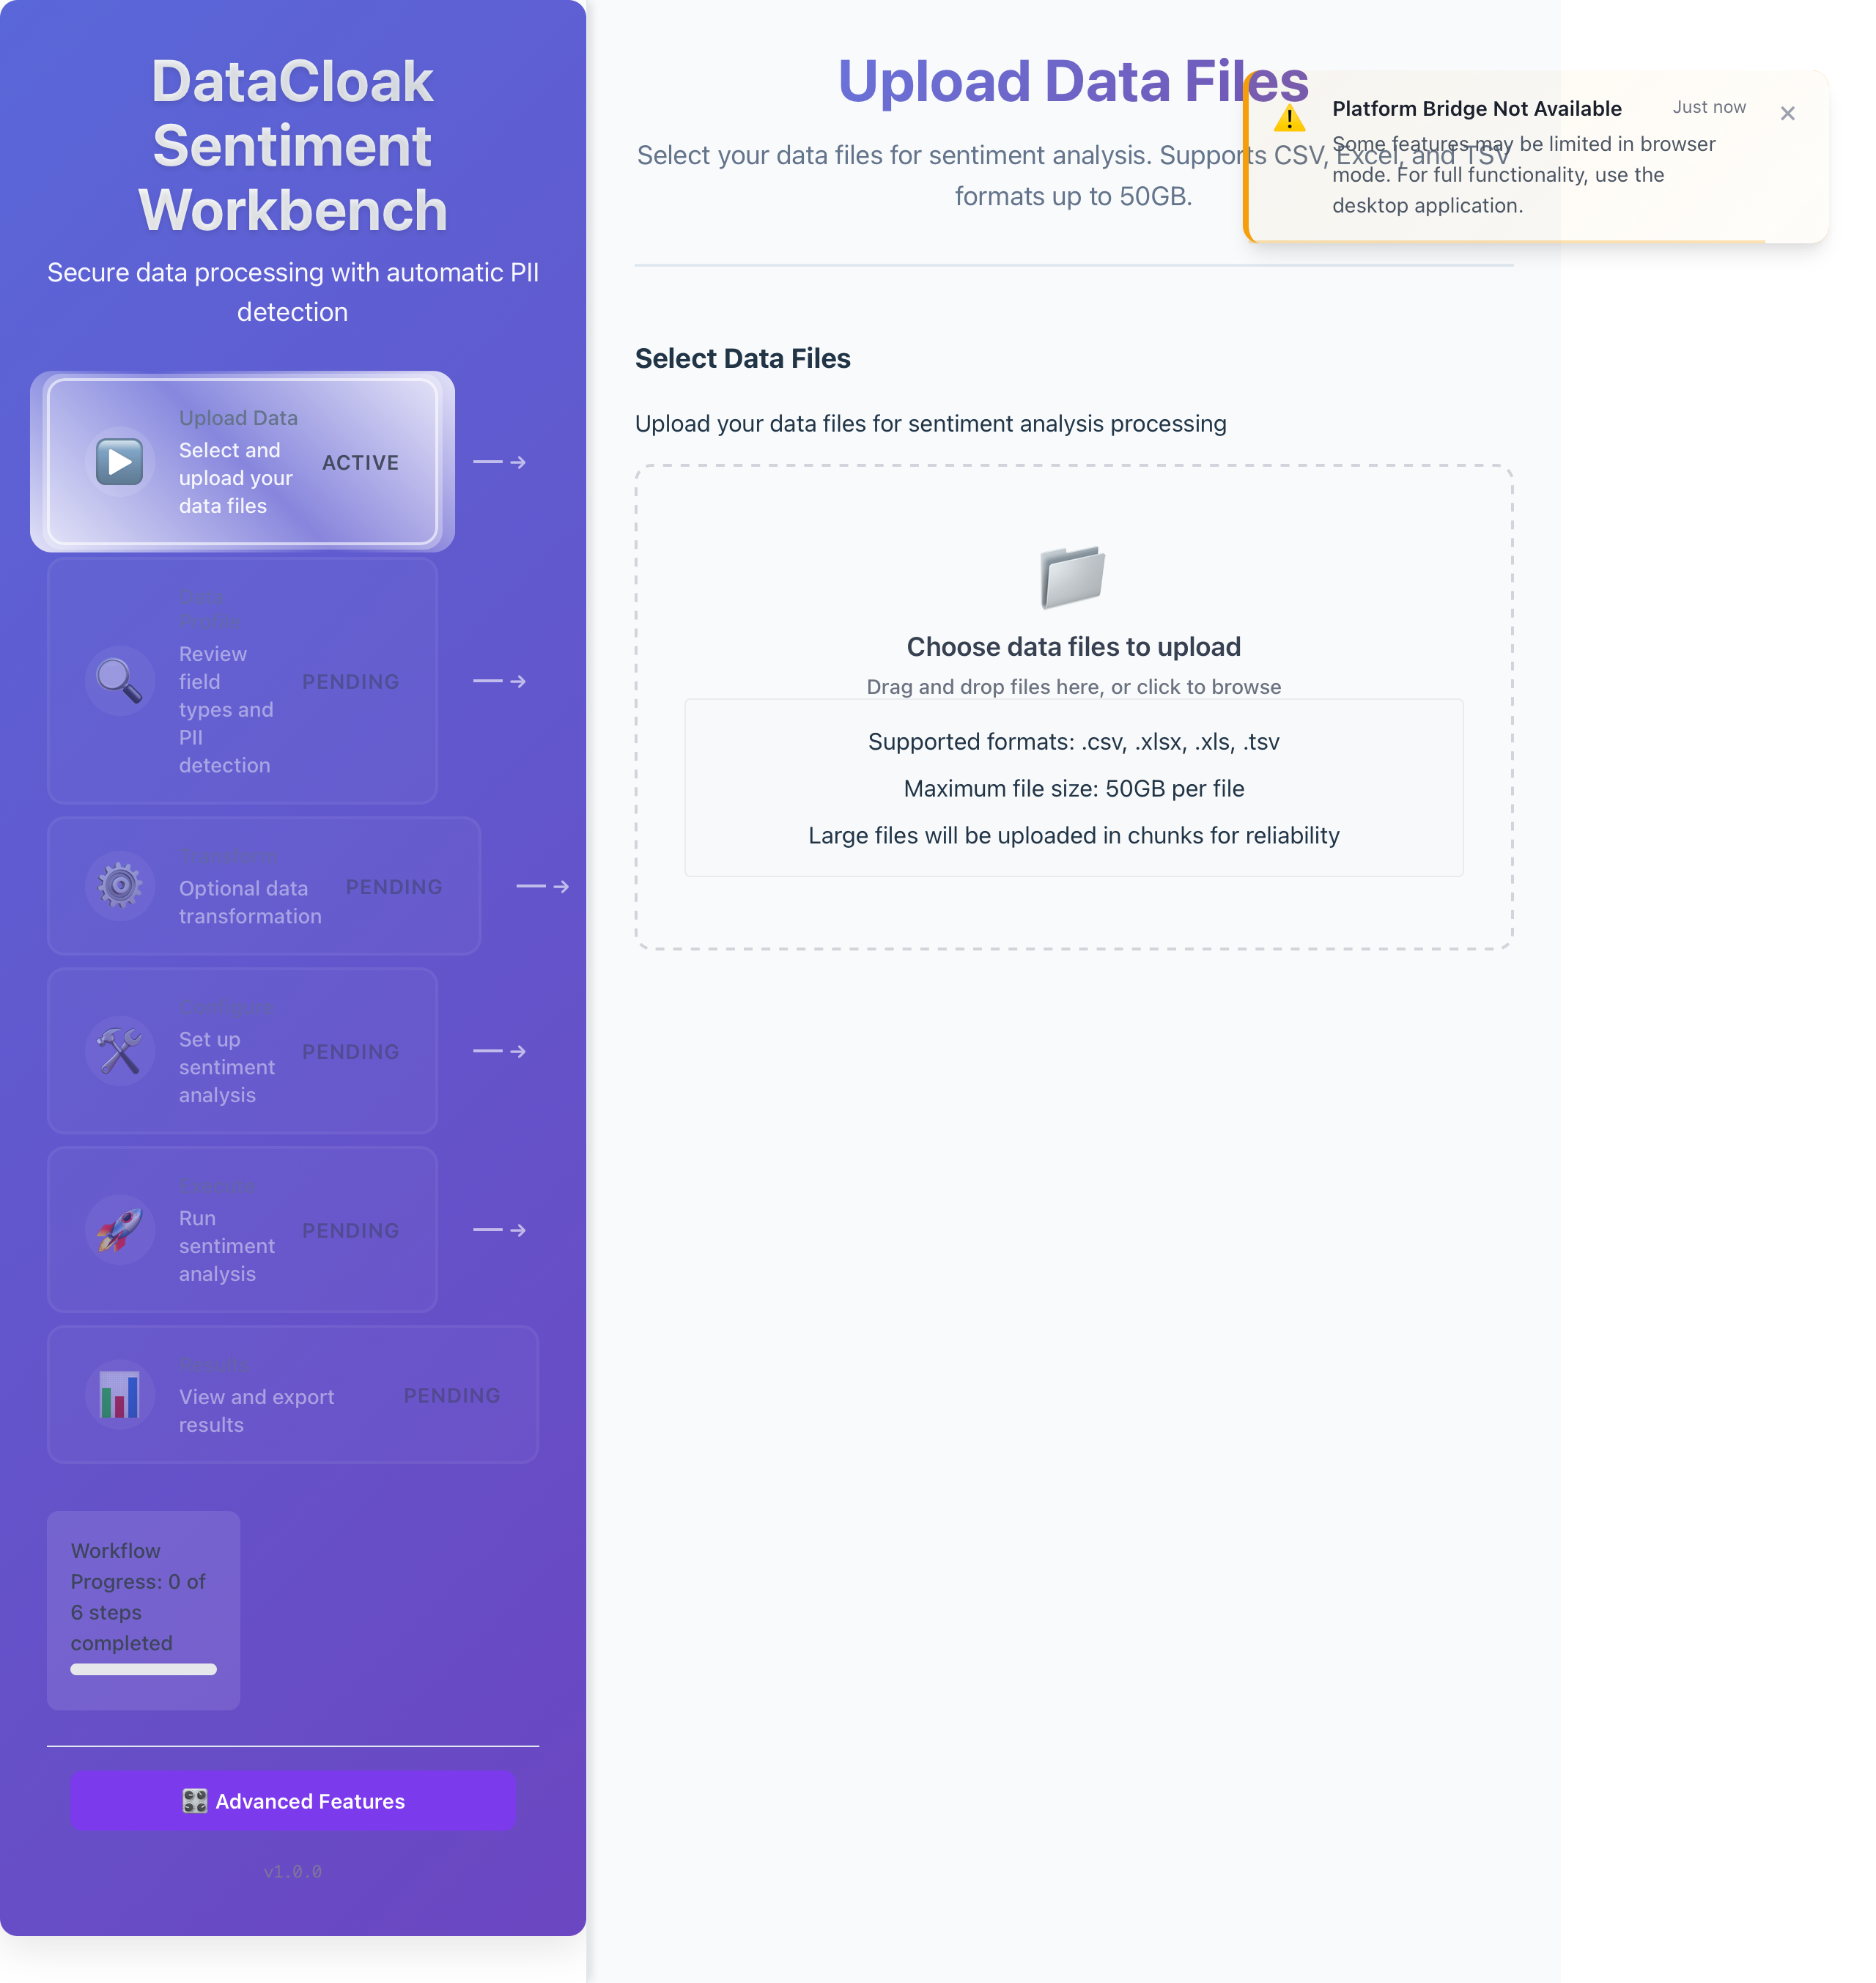 DataCloak
Sentiment
Workbench
Secure data processing with automatic PII
detection
Upload Data
Select and
upload your
data files
ACTIVE
Data
Profile
Review
field
types and
PII
detection
PENDING
Transform
Optional data
transformation
PENDING
Configure
Set up
sentiment
analysis
PENDING
Execute
Run
sentiment
analysis
PENDING
Results
View and export
results
PENDING
Workflow
Progress: 0 of
6 steps
completed
Advanced Features
v1.0.0
Upload Data Files
Select your data files for sentiment analysis. Supports CSV, Excel, and TSV
formats up to 50GB.
Platform Bridge Not Available
Just now
Some features may be limited in browser
mode. For full functionality, use the
desktop application.
Select Data Files
Upload your data files for sentiment analysis processing
Choose data files to upload
Drag and drop files here, or click to browse
Supported formats: .csv, .xlsx, .xls, .tsv
Maximum file size: 50GB per file
Large files will be uploaded in chunks for reliability